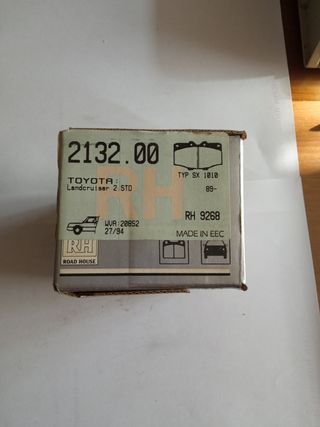 2132.00
TYP SX 1010
TOYOTA:
Landcruiser 2.STD
89-
RH
RH 9268
WVA:20852
27/94
MADE IN EEC
RH
ROAD HOUSE